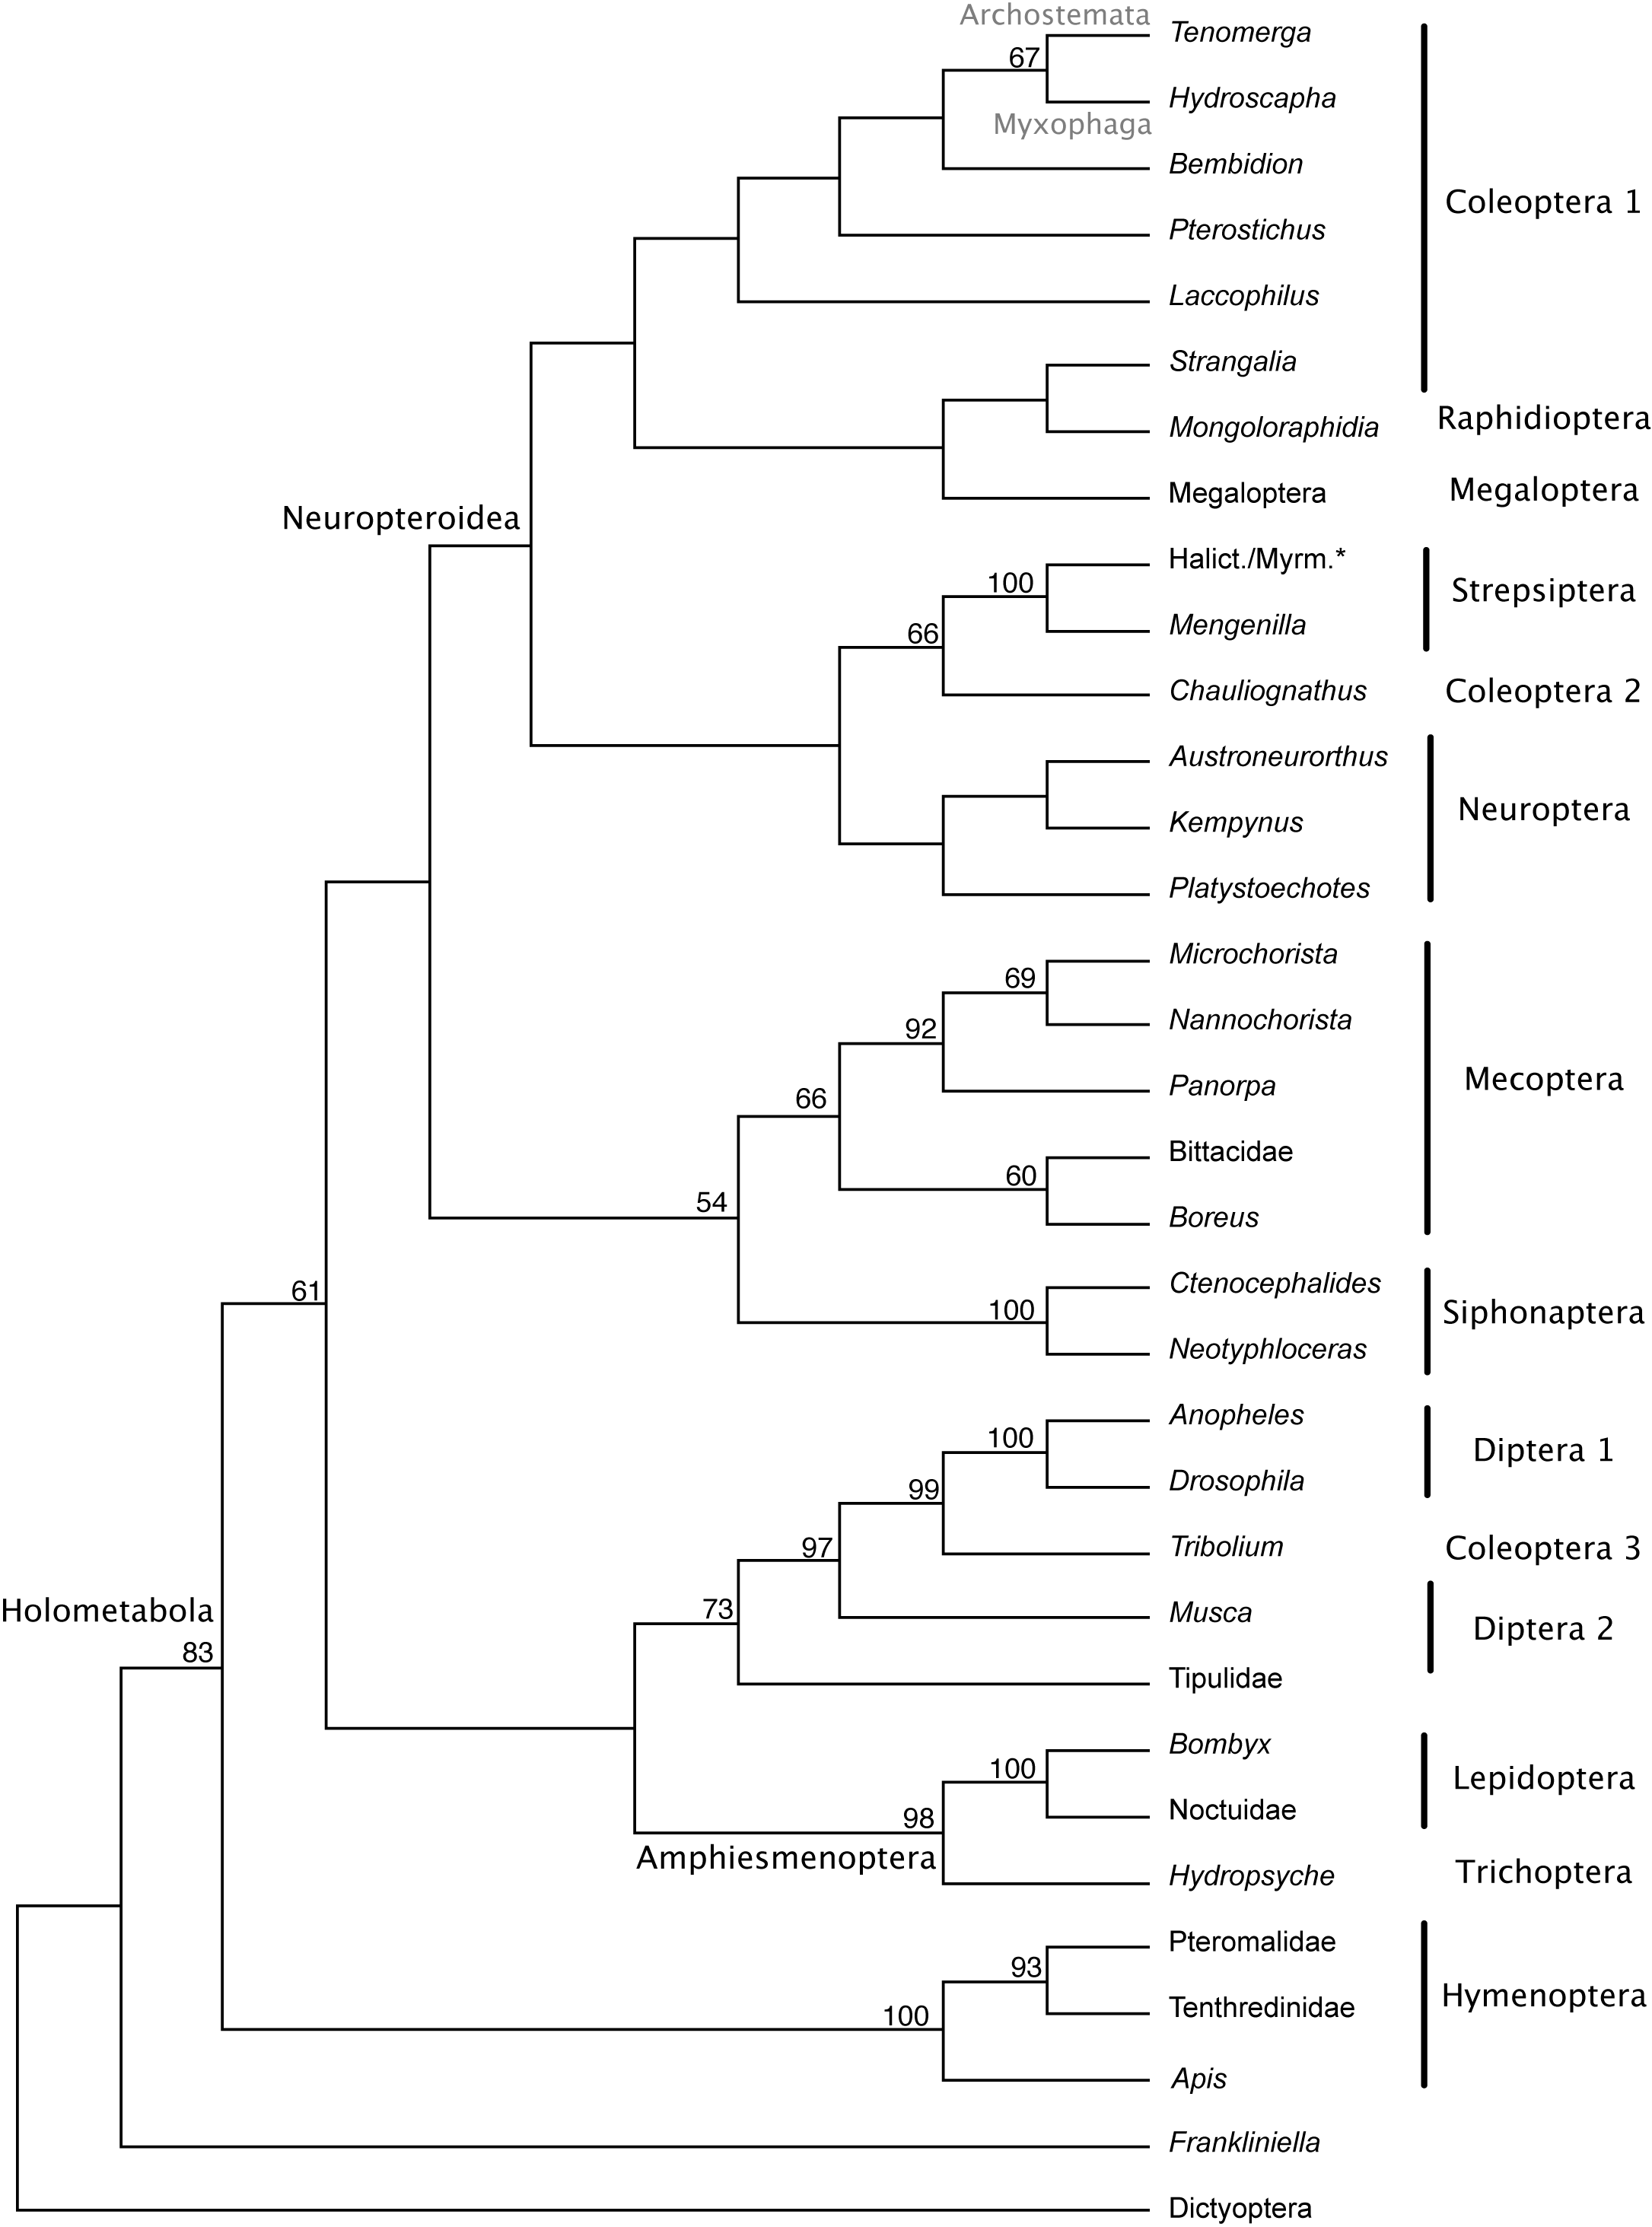 Archostemata
Tenomerga
67
Hydroscapha
Myxophaga
Bembidion
Coleoptera 1
Pterostichus
Laccophilus
Strangalia
Raphidioptera
Mongoloraphidia
Megaloptera
Megaloptera
Neuropteroidea
Halict./Myrm.*
100
Strepsiptera
Mengenilla
66
Chauliognathus
Coleoptera 2
Austroneurorthus
Neuroptera
Kempynus
Platystoechotes
Microchorista
69
Nannochorista
92
Mecoptera
Panorpa
66
Bittacidae
60
54
Boreus
Ctenocephalides
61
100
Siphonaptera
Neotyphloceras
Anopheles
100
Diptera 1
Drosophila
99
Tribolium
Coleoptera 3
97
Holometabola
73
Musca
Diptera 2
83
Tipulidae
Bombyx
100
Lepidoptera
Noctuidae
98
Amphiesmenoptera
Hydropsyche
Trichoptera
Pteromalidae
93
Hymenoptera
Tenthredinidae
100
Apis
Frankliniella
Dictyoptera